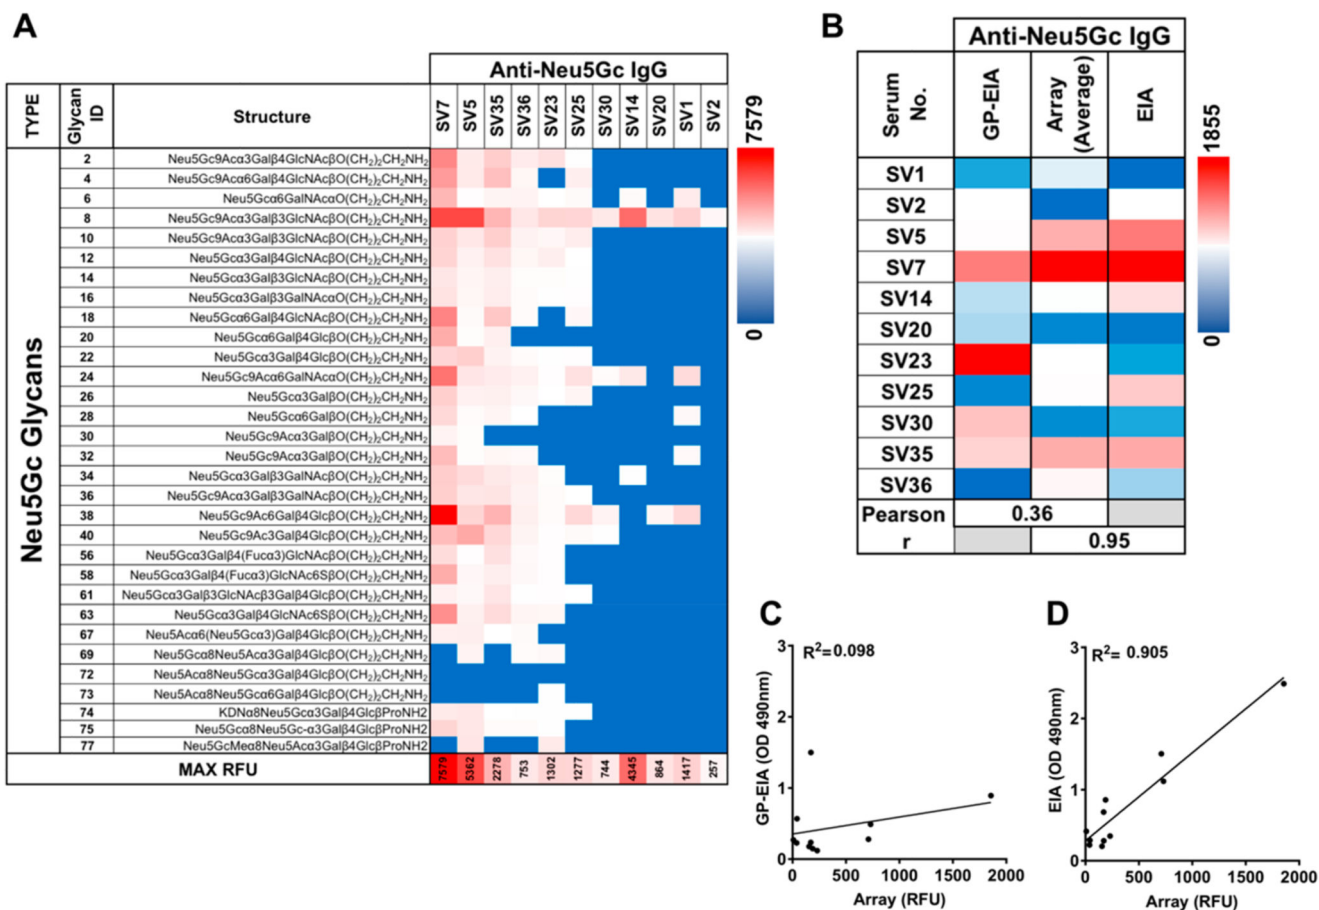 A
Anti-Neu5Gc IgG
TYPE
Glycan ID
Structure
SV7
SV5
SV35
SV36
SV23
SV25
SV30
SV14
SV20
SV1
SV2
7579
0
Neu5Gc Glycans
2 Neu5Gc9Acα3Galβ4GlcNAcβO(CH₂)₂CH₂NH₂
4 Neu5Gc9Acα6Galβ4GlcNAcβO(CH₂)₂CH₂NH₂
6 Neu5Gcα6GalNAcαO(CH₂)₂CH₂NH₂
8 Neu5Gc9Acα3Galβ3GlcNAcβO(CH₂)₂CH₂NH₂
10 Neu5Gc9Acα3Galβ3GlcNAcβO(CH₂)₂CH₂NH₂
12 Neu5Gcα3Galβ4GlcNAcβO(CH₂)₂CH₂NH₂
14 Neu5Gcα3Galβ3GlcNAcβO(CH₂)₂CH₂NH₂
16 Neu5Gcα3Galβ3GalNAcαO(CH₂)₂CH₂NH₂
18 Neu5Gcα6Galβ4GlcNAcβO(CH₂)₂CH₂NH₂
20 Neu5Gcα6Galβ4GlcβO(CH₂)₂CH₂NH₂
22 Neu5Gcα3Galβ4GlcβO(CH₂)₂CH₂NH₂
24 Neu5Gc9Acα6GalNAcαO(CH₂)₂CH₂NH₂
26 Neu5Gcα3GalβO(CH₂)₂CH₂NH₂
28 Neu5Gcα6GalβO(CH₂)₂CH₂NH₂
30 Neu5Gc9Acα3GalβO(CH₂)₂CH₂NH₂
32 Neu5Gc9Acα3GalβO(CH₂)₂CH₂NH₂
34 Neu5Gcα3Galβ3GalNAcβO(CH₂)₂CH₂NH₂
36 Neu5Gc9Acα3Galβ3GalNAcβO(CH₂)₂CH₂NH₂
38 Neu5Gc9Ac6Galβ4GlcβO(CH₂)₂CH₂NH₂
40 Neu5Gc9Ac3Galβ4GlcβO(CH₂)₂CH₂NH₂
56 Neu5Gcα3Galβ4(Fucα3)GlcNAcβO(CH₂)₂CH₂NH₂
58 Neu5Gcα3Galβ4(Fucα3)GlcNAc6SβO(CH₂)₂CH₂NH₂
61 Neu5Gcα3Galβ3GlcNAcβ3Galβ4GlcβO(CH₂)₂CH₂NH₂
63 Neu5Gcα3Galβ4GlcNAc6SβO(CH₂)₂CH₂NH₂
67 Neu5Acα6(Neu5Gcα3)Galβ4GlcβO(CH₂)₂CH₂NH₂
69 Neu5Gcα8Neu5Acα3Galβ4GlcβO(CH₂)₂CH₂NH₂
72 Neu5Acα8Neu5Gcα3Galβ4GlcβO(CH₂)₂CH₂NH₂
73 Neu5Acα8Neu5Gcα6Galβ4GlcβO(CH₂)₂CH₂NH₂
74 KDNα8Neu5Gcα3Galβ4GlcβProNH2
75 Neu5Gcα8Neu5Gc-α3Galβ4GlcβProNH2
77 Neu5GcMeα8Neu5Acα3Galβ4GlcβProNH2
MAX RFU 7579 5362 2278 753 1302 1277 744 4345 864 1417 257
B
Anti-Neu5Gc IgG
Serum No.
GP-EIA
Array (Average)
EIA
1855
0
SV1
SV2
SV5
SV7
SV14
SV20
SV23
SV25
SV30
SV35
SV36
Pearson 0.36
r 0.95
C
R²=0.098
GP-EIA (OD 490nm)
3
2
1
0
0 500 1000 1500 2000
Array (RFU)
D
R²= 0.905
EIA (OD 490nm)
3
2
1
0
0 500 1000 1500 2000
Array (RFU)